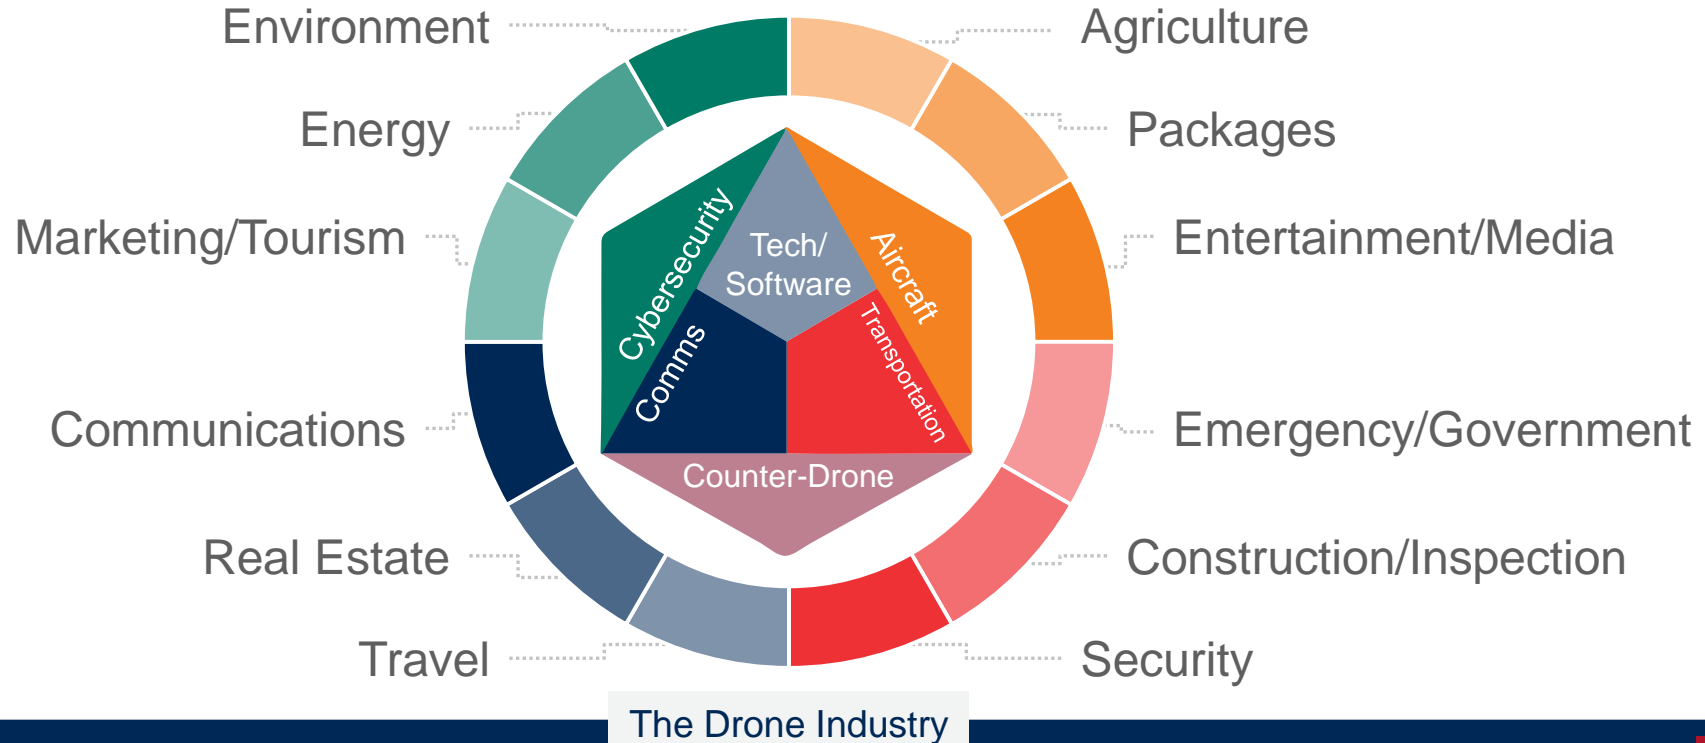 Environment
Agriculture
Energy
Packages
Marketing/Tourism
Entertainment/Media
Cybersecurity
Tech/
Software
Aircraft
Comms
Transportation
Counter-Drone
Communications
Emergency/Government
Real Estate
Construction/Inspection
Travel
Security
The Drone Industry